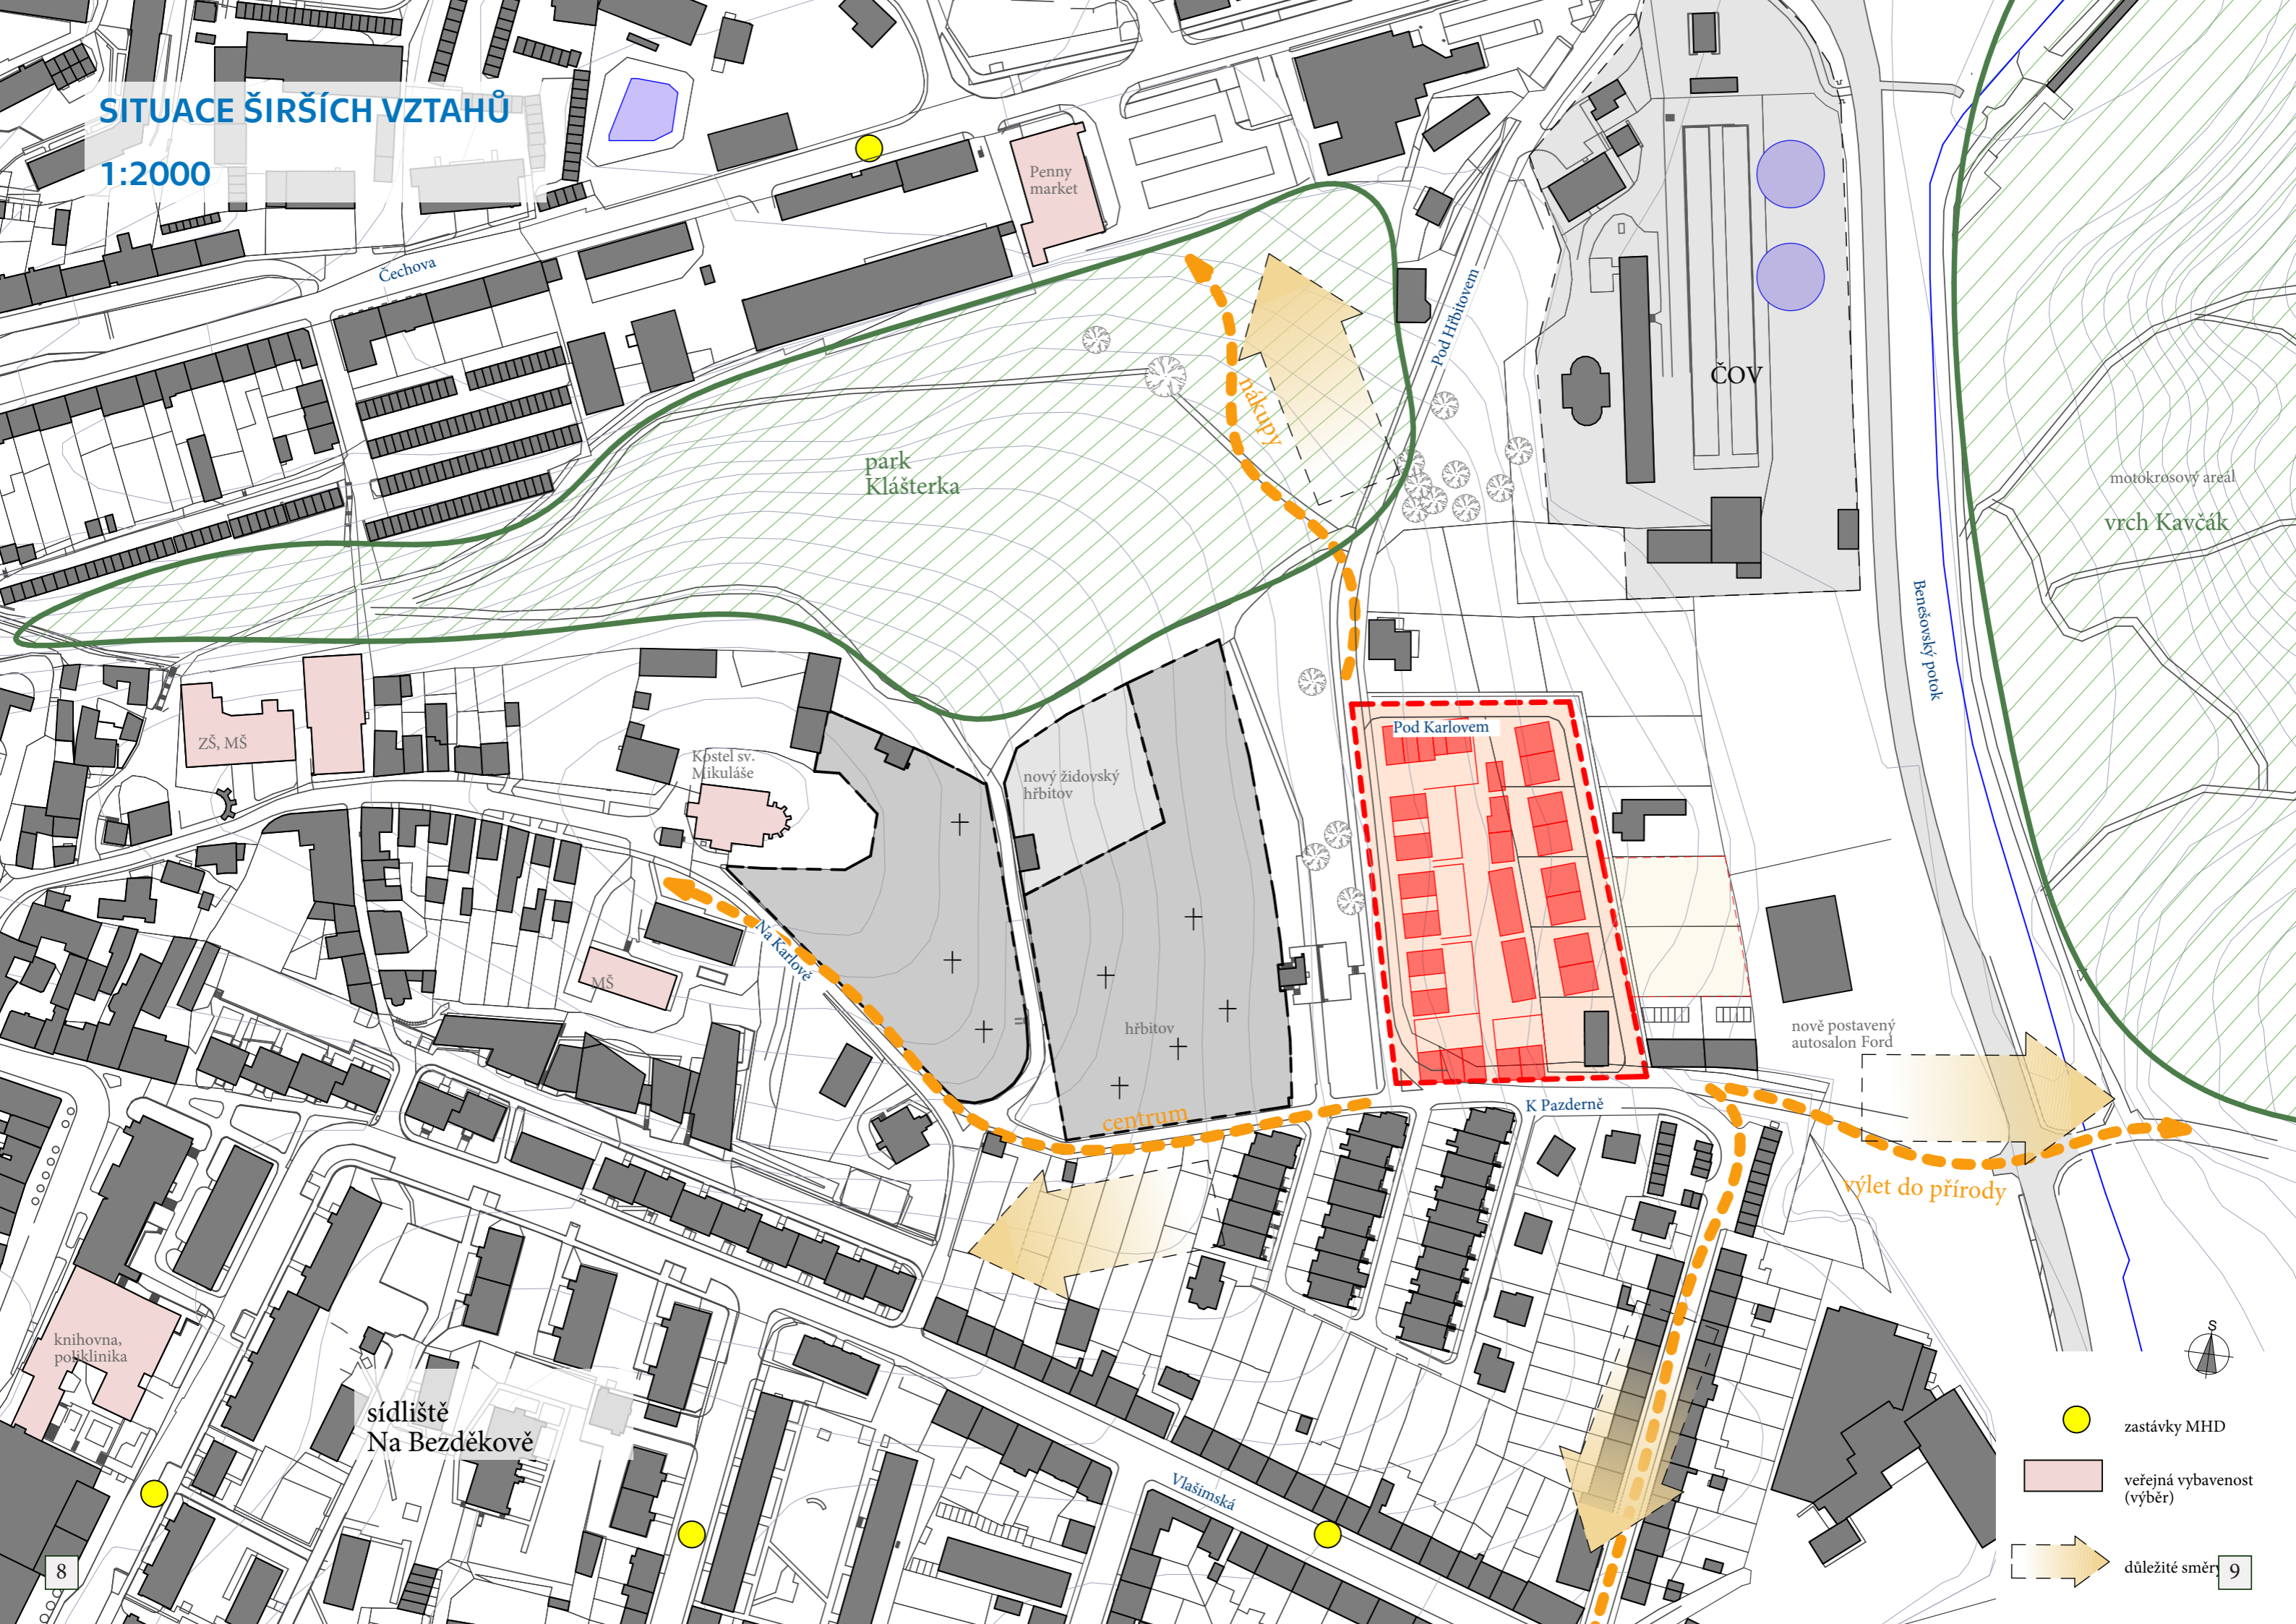 SITUACE ŠIRŠÍCH VZTAHŮ
1:2000
Čechova
Penny
market
Pod Hřbitovem
ČOV
nákupy
park
Klášterka
motokrosový areál
vrch Kavčák
Benešovský potok
ZŠ, MŠ
Kostel sv.
Mikuláše
nový židovský
hřbitov
Pod Karlovem
Na Karlově
MŠ
hřbitov
nově postavený
autosalon Ford
centrum
K Pazderně
výlet do přírody
knihovna,
poliklinika
sídliště
Na Bezděkově
Vlašimská
S
zastávky MHD
veřejná vybavenost
(výběr)
důležité směry
8
9